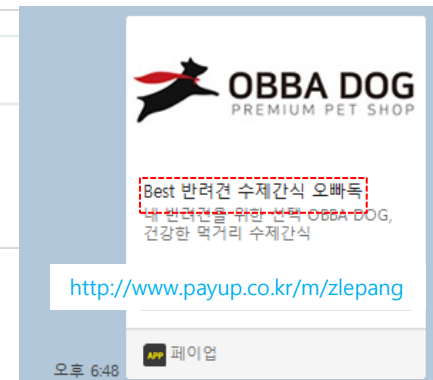 OBBA DOG
PREMIUM PET SHOP
Best 반려견 수제간식 오빠독
내 반려견을 위한 선택 OBBA DOG,
건강한 먹거리 수제간식
http://www.payup.co.kr/m/zlepang
APP 페이업
오후 6:48